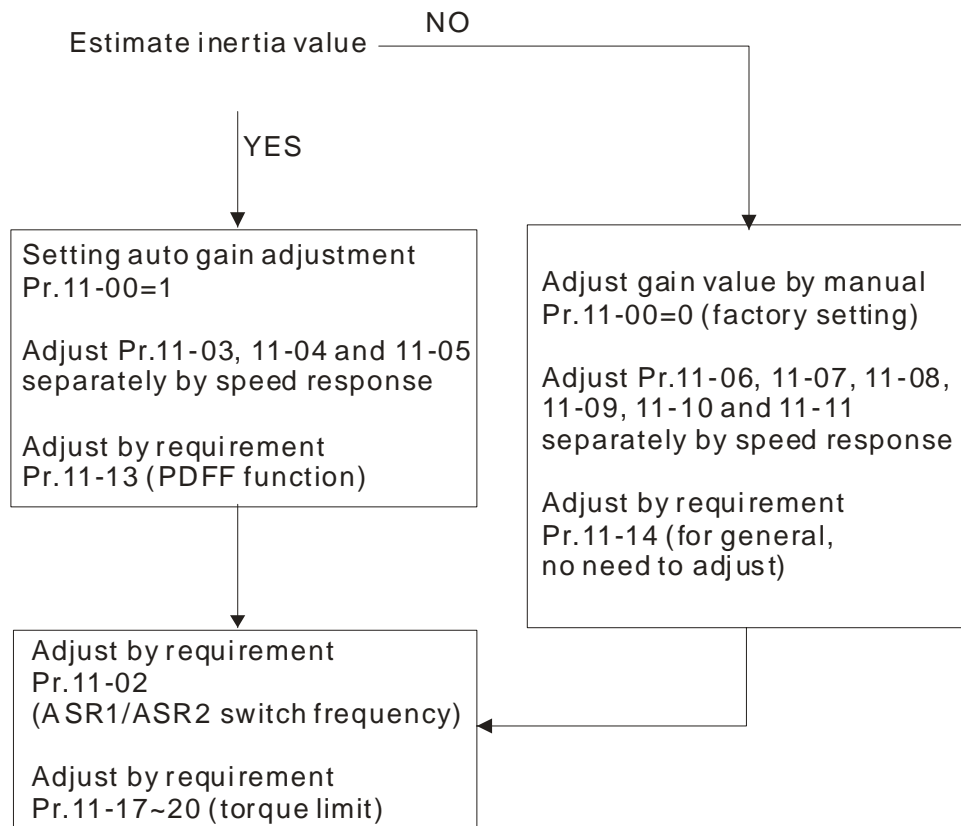 Estimate inertia value
NO
YES
Setting auto gain adjustment
Pr.11-00=1
Adjust Pr.11-03, 11-04 and 11-05
separately by speed response
Adjust by requirement
Pr.11-13 (PDFF function)
Adjust gain value by manual
Pr.11-00=0 (factory setting)
Adjust Pr.11-06, 11-07, 11-08,
11-09, 11-10 and 11-11
separately by speed response
Adjust by requirement
Pr.11-14 (for general,
no need to adjust)
Adjust by requirement
Pr.11-02
(ASR1/ASR2 switch frequency)
Adjust by requirement
Pr.11-17~20 (torque limit)